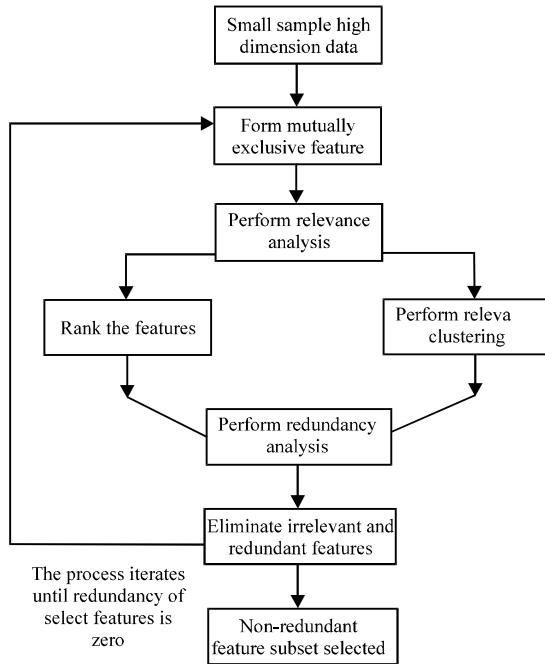 Small sample high
dimension data
Form mutually
exclusive feature
Perform relevance
analysis
Rank the features
Perform releva
clustering
Perform redundancy
analysis
Eliminate irrelevant and
redundant features
The process iterates
until redundancy of
select features is
zero
Non-redundant
feature subset selected